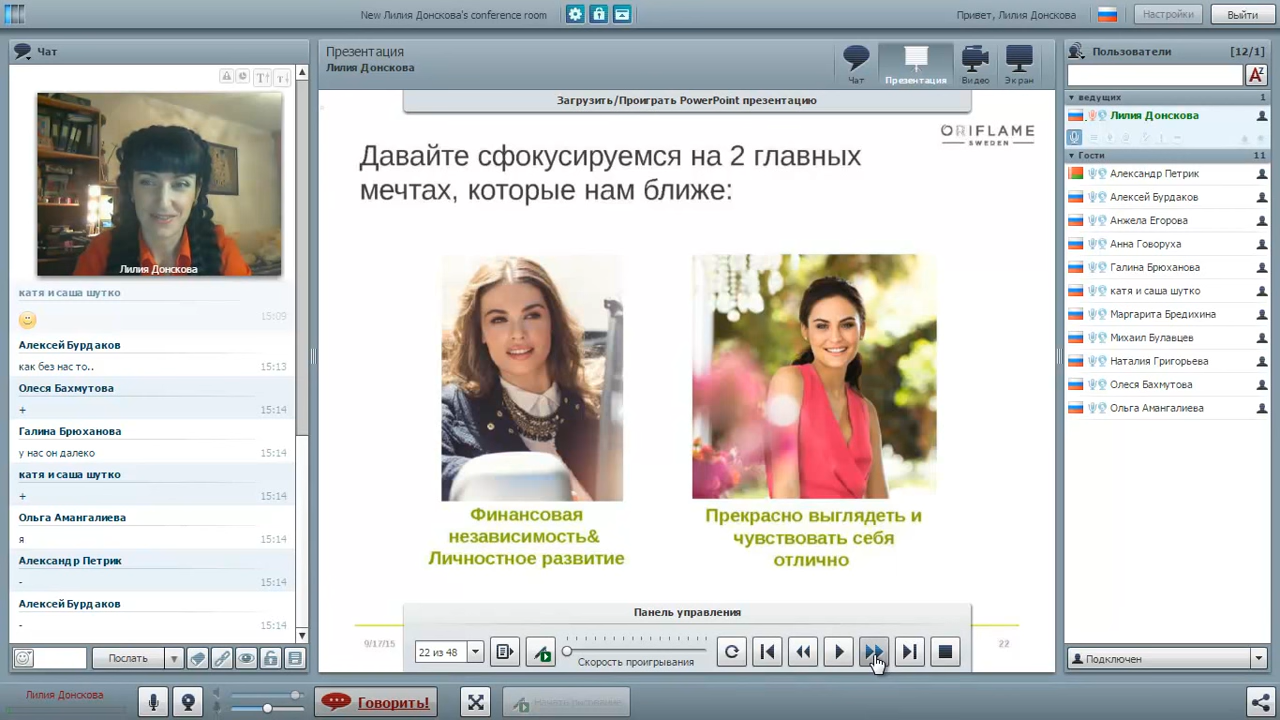 New Лилия Донскова's conference room
Привет, Лилия Донскова
Настройки
Выйти
Чат
Лилия Донскова
катя и саша шутко
15:09
Алексей Бурдаков
как без нас то.. 15:13
Олеся Бахмутова
+ 15:14
Галина Брюханова
у нас он далеко 15:14
катя и саша шутко
+ 15:14
Ольга Амангалиева
я 15:14
Александр Петрик
- 15:14
Алексей Бурдаков
- 15:14
Послать
Презентация
Лилия Донскова
Чат
Презентация
Видео
Экран
Загрузить/Проиграть PowerPoint презентацию
ORIFLAME
SWEDEN
Давайте сфокусируемся на 2 главных
мечтах, которые нам ближе:
Финансовая
независимость&
Личностное развитие
Прекрасно выглядеть и
чувствовать себя
отлично
Панель управления
9/17/15
22 из 48
Скорость проигрывания
22
Пользователи [12/1]
ведущих 1
Лилия Донскова
Гости 11
Александр Петрик
Алексей Бурдаков
Анжела Егорова
Анна Говоруха
Галина Брюханова
катя и саша шутко
Маргарита Бредихина
Михаил Булавцев
Наталия Григорьева
Олеся Бахмутова
Ольга Амангалиева
Подключен
Лилия Донскова
Говорить!